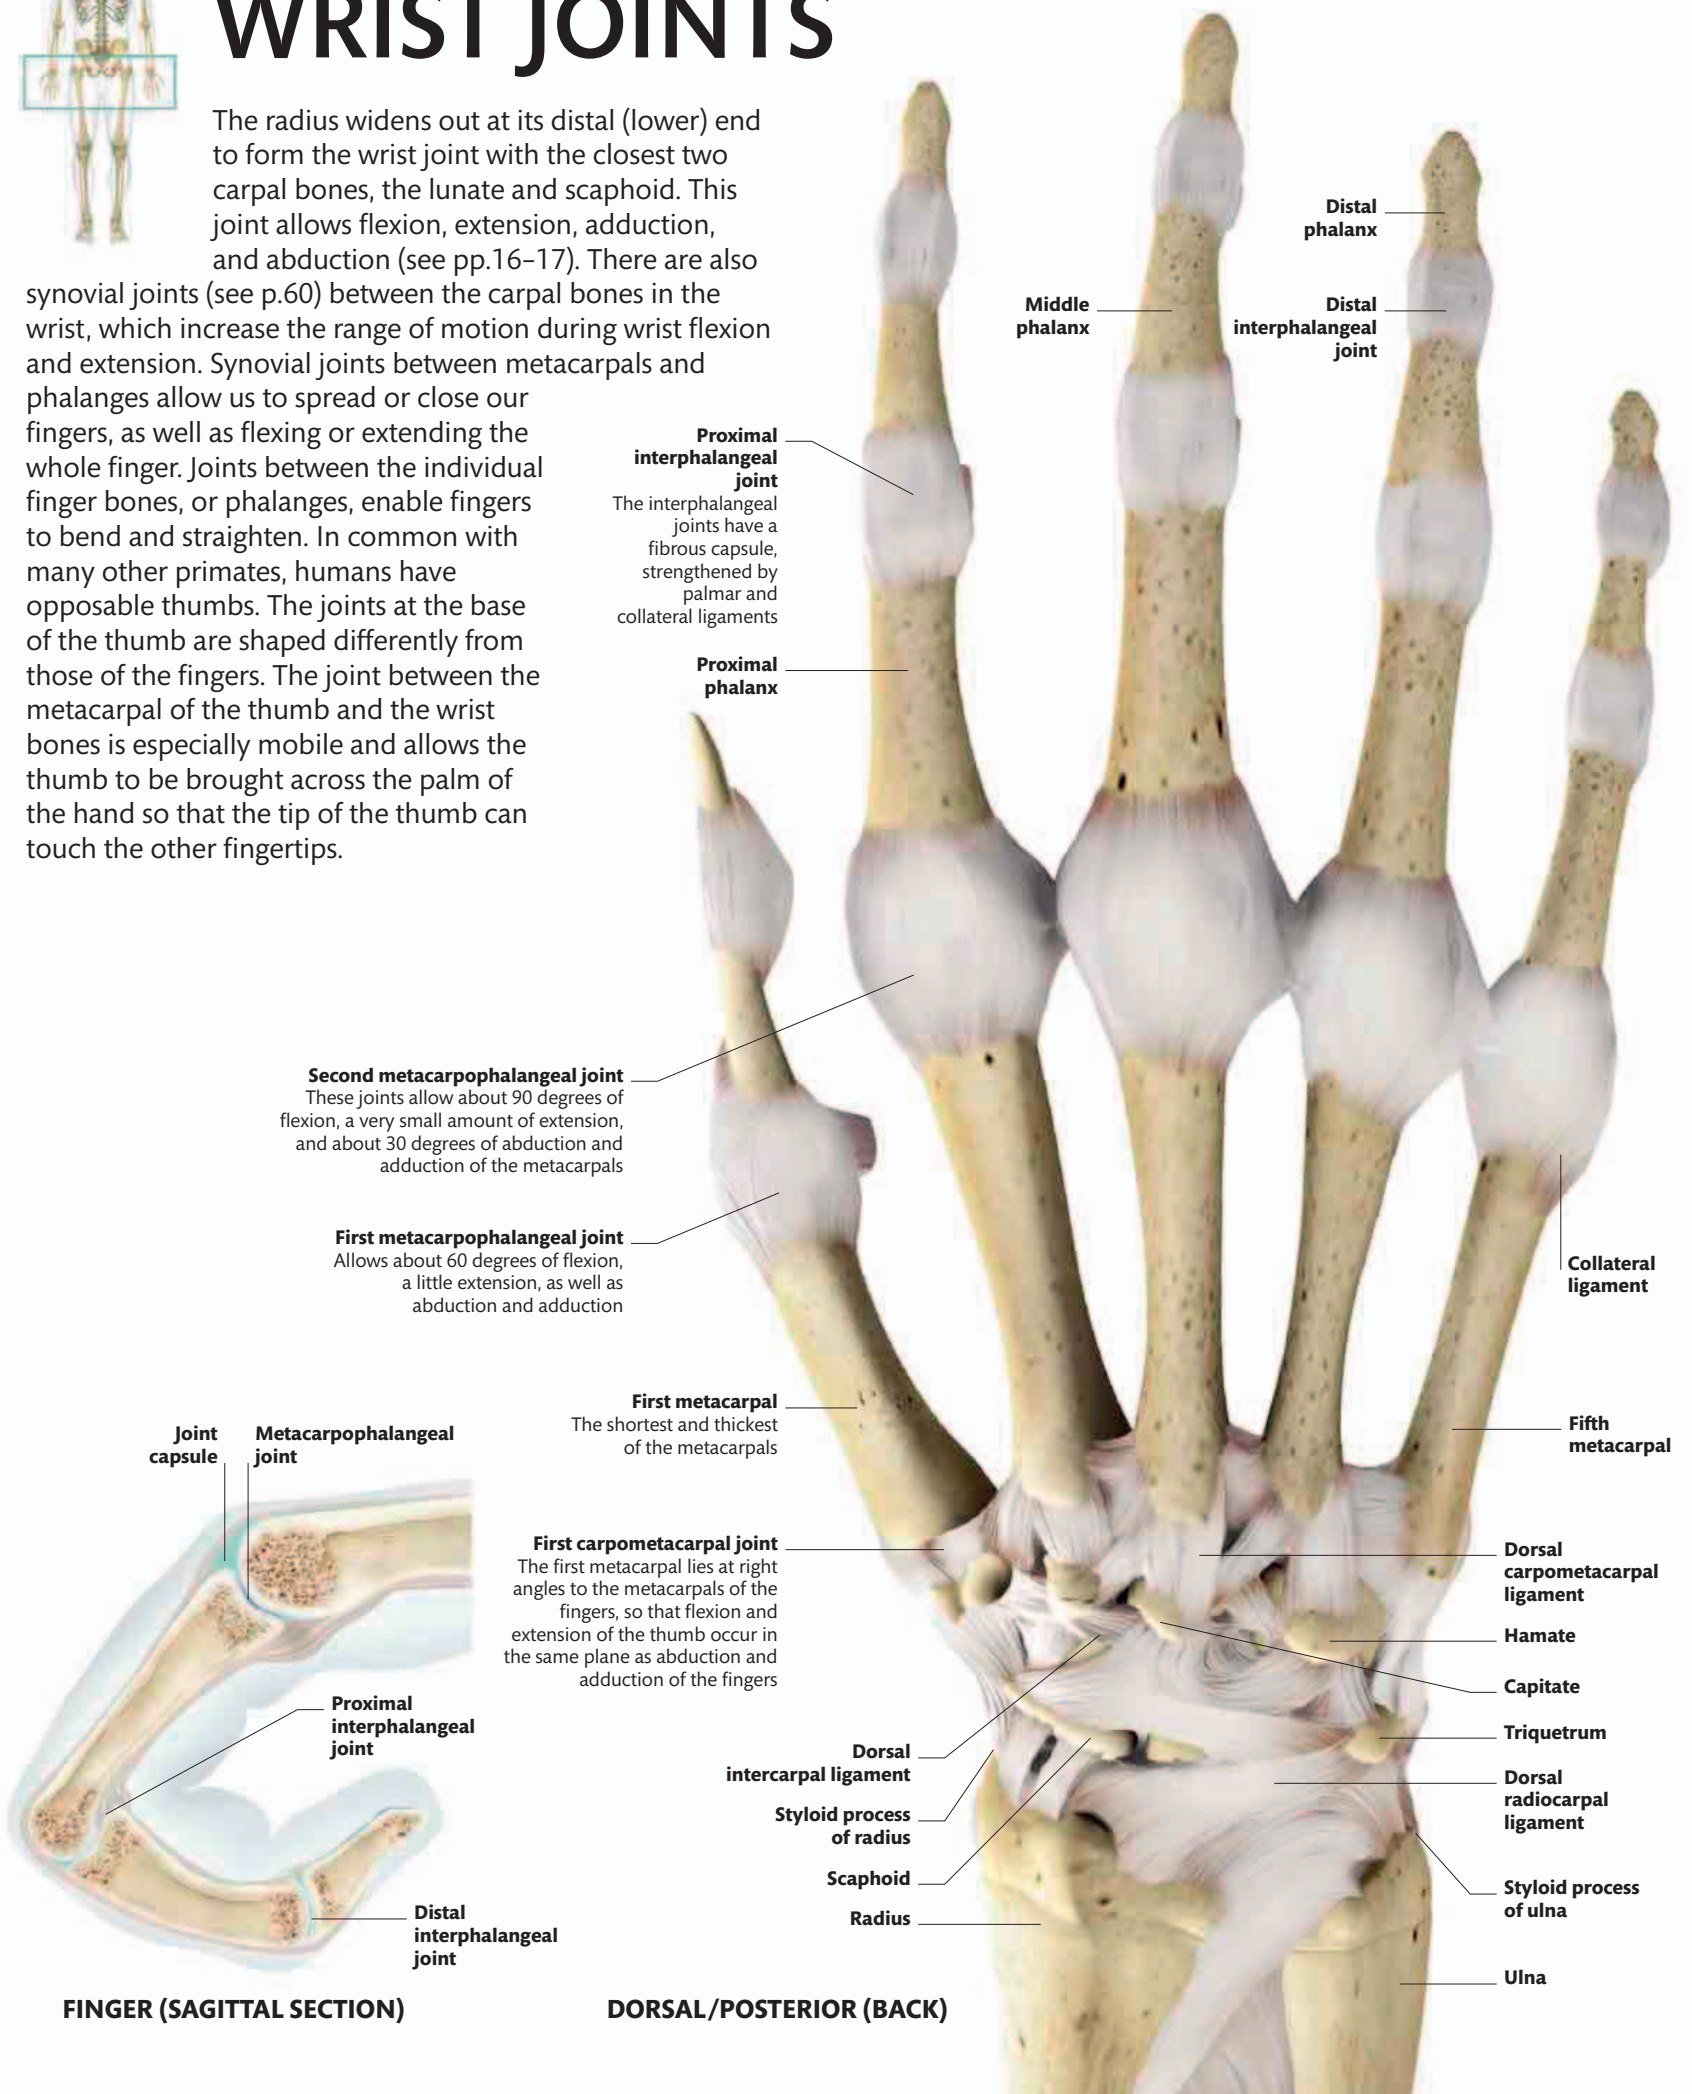 WRIST JOINTS
The radius widens out at its distal (lower) end
to form the wrist joint with the closest two
carpal bones, the lunate and scaphoid. This
joint allows flexion, extension, adduction,
and abduction (see pp.16–17). There are also
synovial joints (see p.60) between the carpal bones in the
wrist, which increase the range of motion during wrist flexion
and extension. Synovial joints between metacarpals and
phalanges allow us to spread or close our
fingers, as well as flexing or extending the
whole finger. Joints between the individual
finger bones, or phalanges, enable fingers
to bend and straighten. In common with
many other primates, humans have
opposable thumbs. The joints at the base
of the thumb are shaped differently from
those of the fingers. The joint between the
metacarpal of the thumb and the wrist
bones is especially mobile and allows the
thumb to be brought across the palm of
the hand so that the tip of the thumb can
touch the other fingertips.
Distal
phalanx
Middle
phalanx
Distal
interphalangeal
joint
Proximal
interphalangeal
joint
The interphalangeal
joints have a
fibrous capsule,
strengthened by
palmar and
collateral ligaments
Proximal
phalanx
Second metacarpophalangeal joint
These joints allow about 90 degrees of
flexion, a very small amount of extension,
and about 30 degrees of abduction and
adduction of the metacarpals
First metacarpophalangeal joint
Allows about 60 degrees of flexion,
a little extension, as well as
abduction and adduction
Collateral
ligament
First metacarpal
The shortest and thickest
of the metacarpals
Fifth
metacarpal
Joint
capsule
Metacarpophalangeal
joint
First carpometacarpal joint
The first metacarpal lies at right
angles to the metacarpals of the
fingers, so that flexion and
extension of the thumb occur in
the same plane as abduction and
adduction of the fingers
Dorsal
carpometacarpal
ligament
Hamate
Capitate
Triquetrum
Dorsal
radiocarpal
ligament
Styloid process
of ulna
Ulna
Proximal
interphalangeal
joint
Dorsal
intercarpal ligament
Styloid process
of radius
Scaphoid
Radius
Distal
interphalangeal
joint
FINGER (SAGITTAL SECTION)
DORSAL/POSTERIOR (BACK)